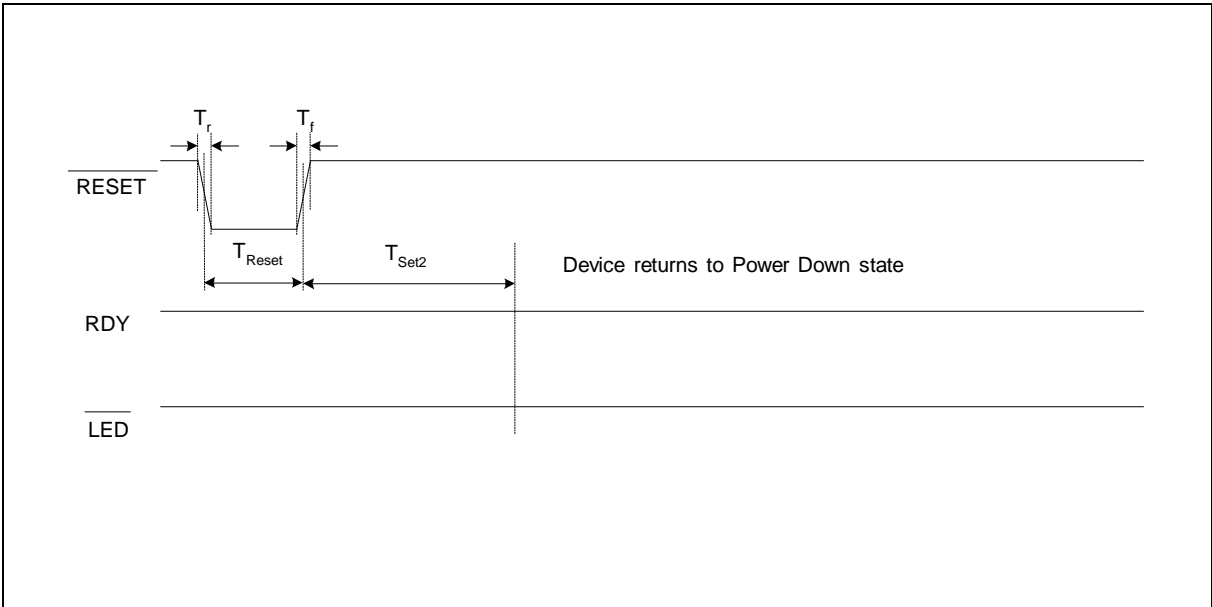 Tr Tf
RESET
TReset TSet2 Device returns to Power Down state
RDY
LED